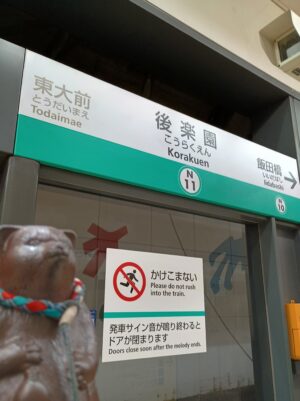 東大前
とうだいまえ
Todaimae
後楽園
こうらくえん
Korakuen
N
11
飯田橋
いいだばし
Iidabashi
N
10
かけこまない
Please do not rush
into the train.
発車サイン音が鳴り終わると
ドアが閉まります
Doors close soon after the melody ends.